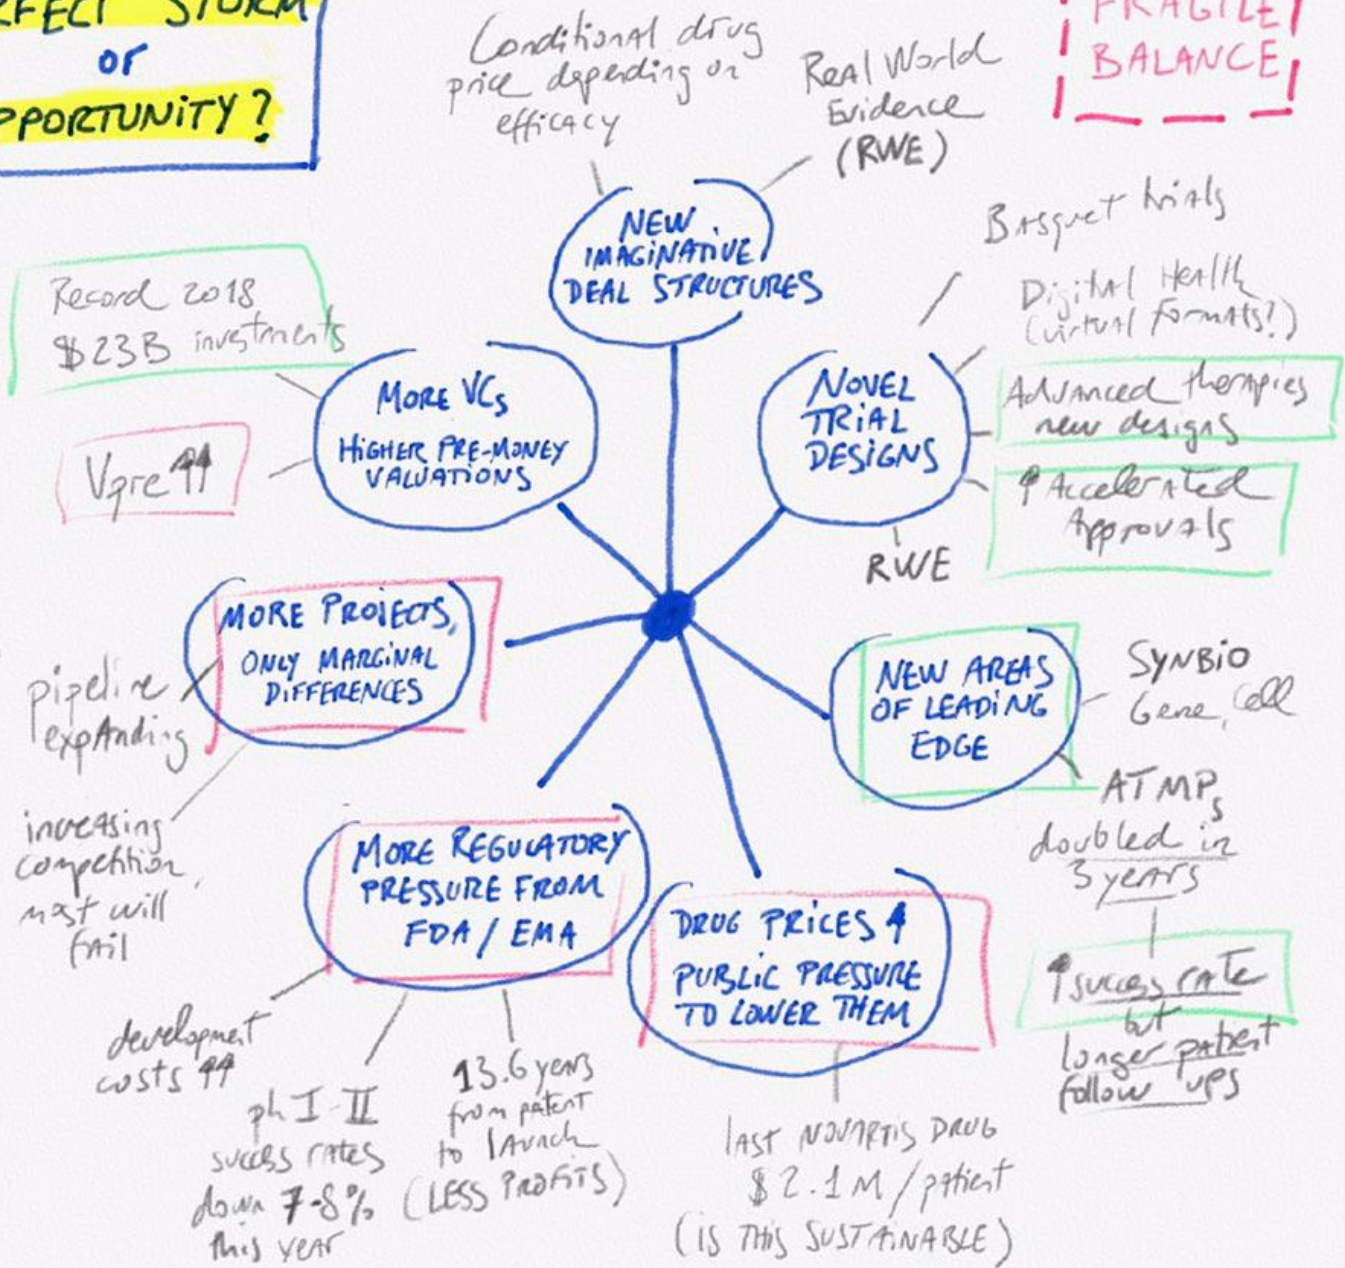 ERFECT STORM
OF
PPORTUNITY?
FRAGILE
BALANCE
Conditional drug
price depending on
efficacy
Real World
Evidence
(RWE)
NEW
IMAGINATIVE
DEAL STRUCTURES
Record 2018
$23B investments
Vpre ↑↑
MORE VCs
HIGHER PRE-MONEY
VALUATIONS
NOVEL
TRIAL
DESIGNS
Basquet trials
Digital Health
(virtual formats?)
Advanced therapies
new designs
↑ Accelerated
Approvals
RWE
MORE PROJECTS,
ONLY MARGINAL
DIFFERENCES
pipeline
expanding
increasing
competition,
most will
fail
NEW AREAS
OF LEADING
EDGE
SYNBIO
Gene, Cell
ATMPs
doubled in
3 years
↑ success rate
but
longer patient
follow ups
MORE REGULATORY
PRESSURE FROM
FDA / EMA
development
costs ↑↑
ph I-II
success rates
down 7-8%
this year
13.6 years
from patent
to launch
(LESS PROFITS)
DRUG PRICES ↑
PUBLIC PRESSURE
TO LOWER THEM
LAST NOVARTIS DRUG
$2.1M/patient
(IS THIS SUSTAINABLE)